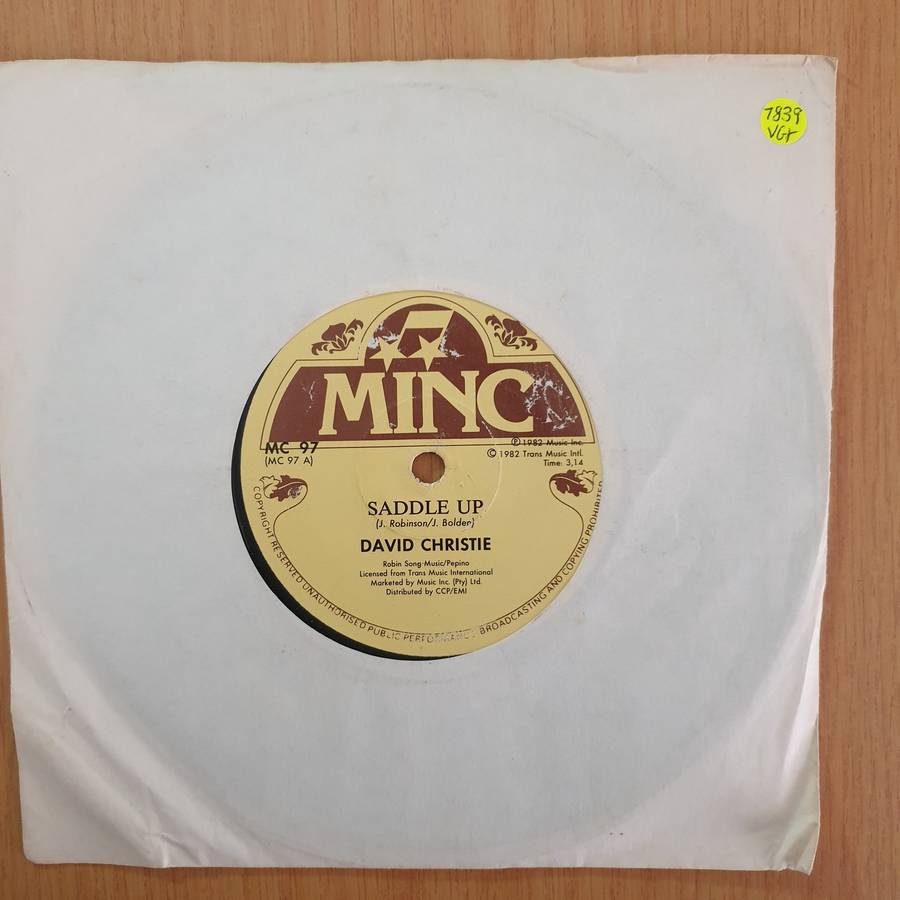 7839
VG+
MINC
MC 97
(MC 97 A)
Ⓟ 1982 Music Inc.
© 1982 Trans Music Intl.
Time: 3,14
SADDLE UP
(J. Robinson/J. Bolder)
DAVID CHRISTIE
Robin Song Music/Pepino
Licensed from Trans Music International
Marketed by Music Inc. (Pty) Ltd.
Distributed by CCP/EMI
COPYRIGHT RESERVED UNAUTHORISED PUBLIC PERFORMANCE BROADCASTING AND COPYING PROHIBITED